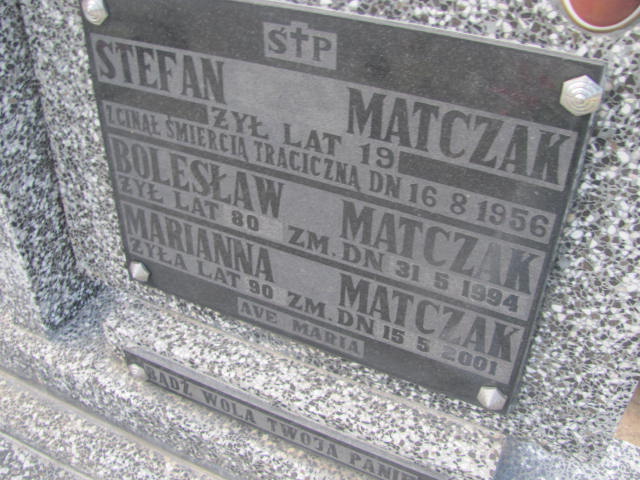 Ś✝P
STEFAN MATCZAK
ŻYŁ LAT 19
ZGINĄŁ ŚMIERCIĄ TRAGICZNĄ DN 16 8 1956
BOLESŁAW MATCZAK
ŻYŁ LAT 80 ZM. DN 31 5 1994
MARIANNA MATCZAK
ŻYŁA LAT 90 ZM. DN 15 5 2001
AVE MARIA
BĄDŹ WOLA TWOJA PANIE